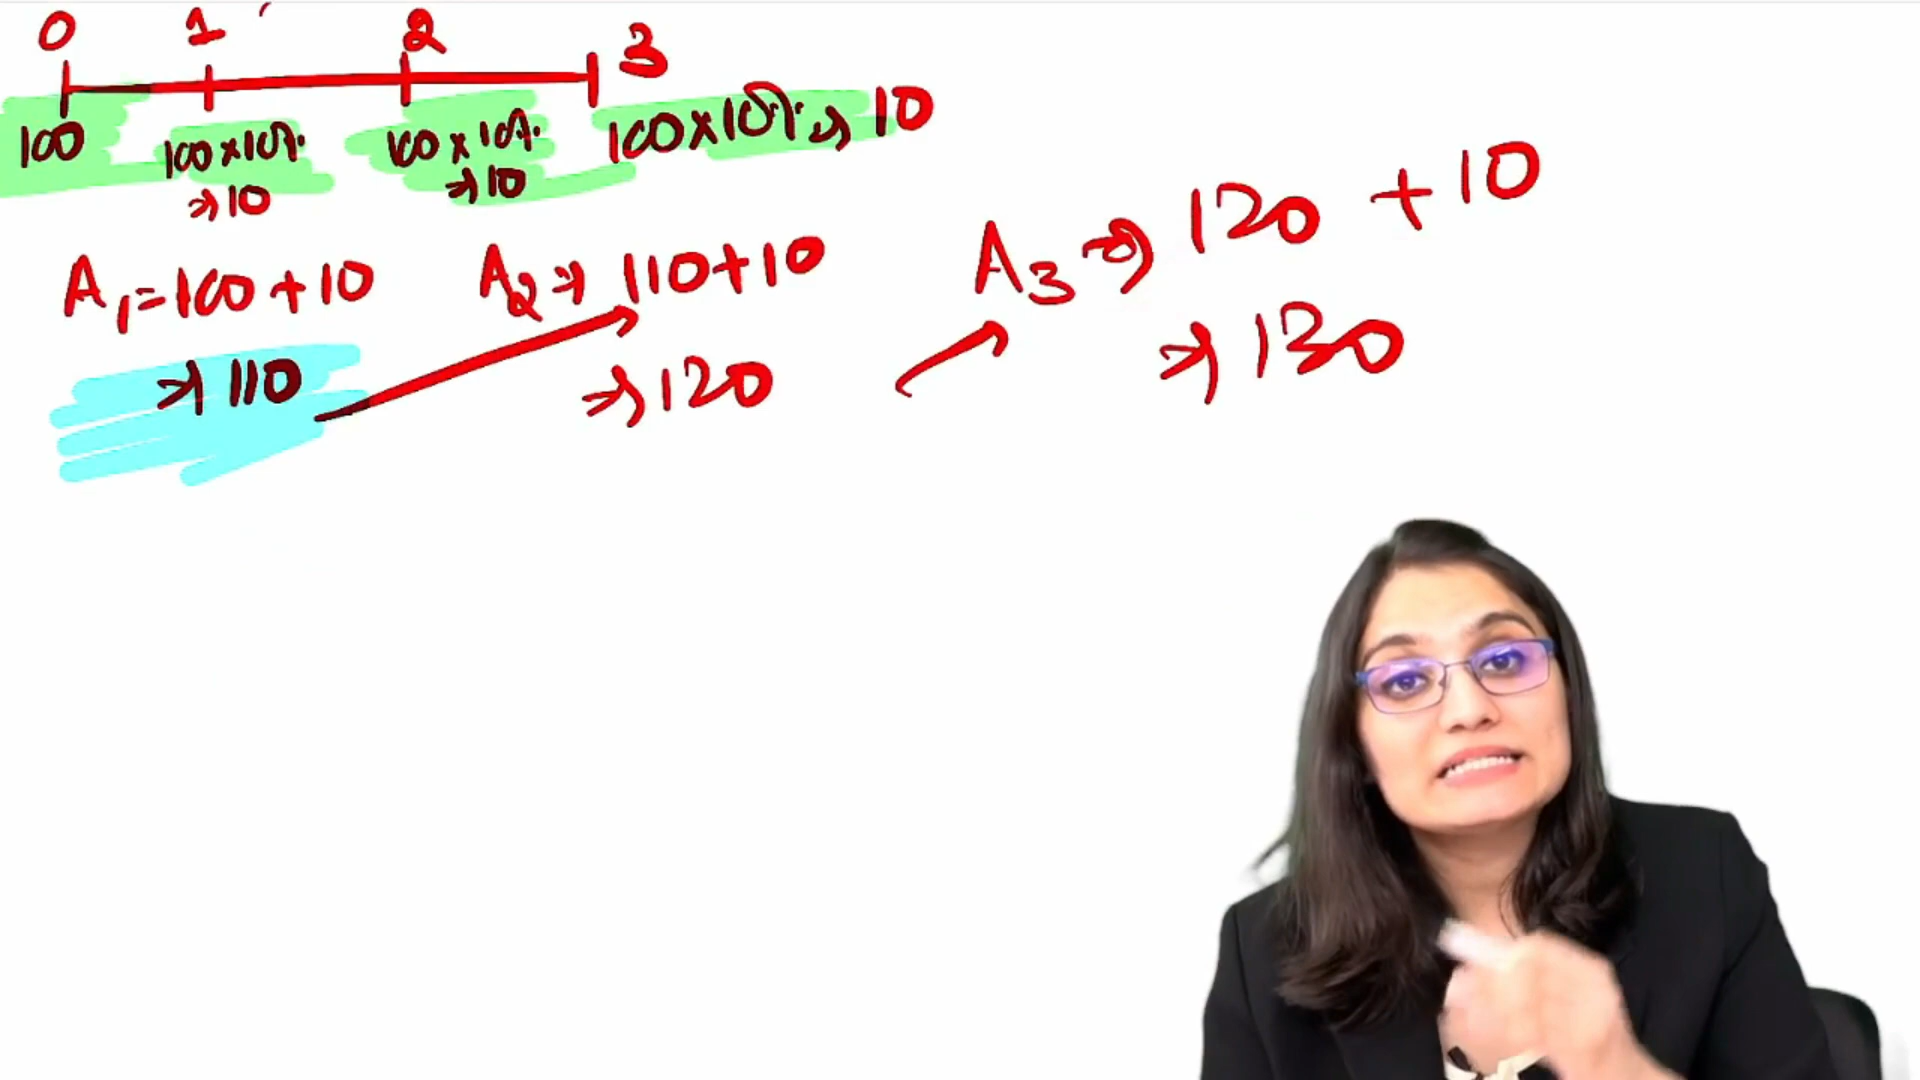 0 1 2 3
100 100×10% 100×10% 100×10% ⇒ 10
⇒ 10 ⇒ 10
A₁ = 100 + 10 A₂ ⇒ 110 + 10 A₃ ⇒ 120 + 10
⇒ 110 ⇒ 120 ⇒ 130